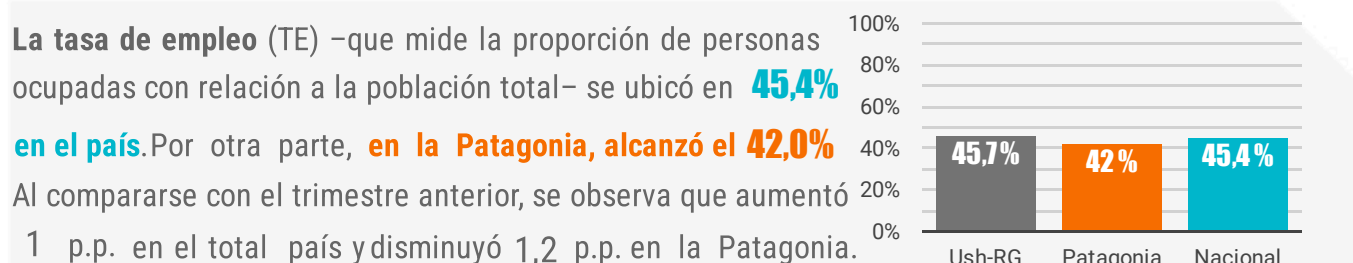 La tasa de empleo (TE) –que mide la proporción de personas
ocupadas con relación a la población total– se ubicó en 45,4%
en el país.Por otra parte, en la Patagonia, alcanzó el 42,0%
Al compararse con el trimestre anterior, se observa que aumentó
1 p.p. en el total país y disminuyó 1,2 p.p. en la Patagonia.
100%
80%
60%
40%
20%
0%
45,7%
42%
45,4%
Ush-RG
Patagonia
Nacional